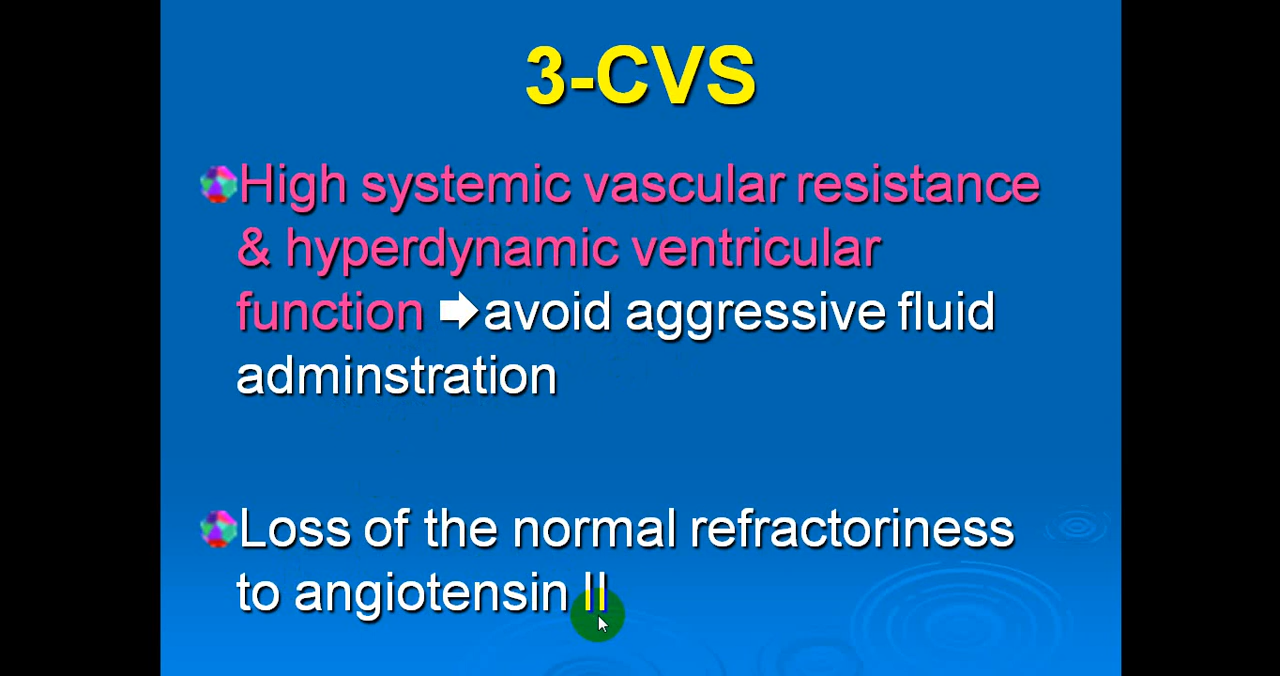 3-CVS
High systemic vascular resistance
& hyperdynamic ventricular
function ➡avoid aggressive fluid
adminstration
Loss of the normal refractoriness
to angiotensin II